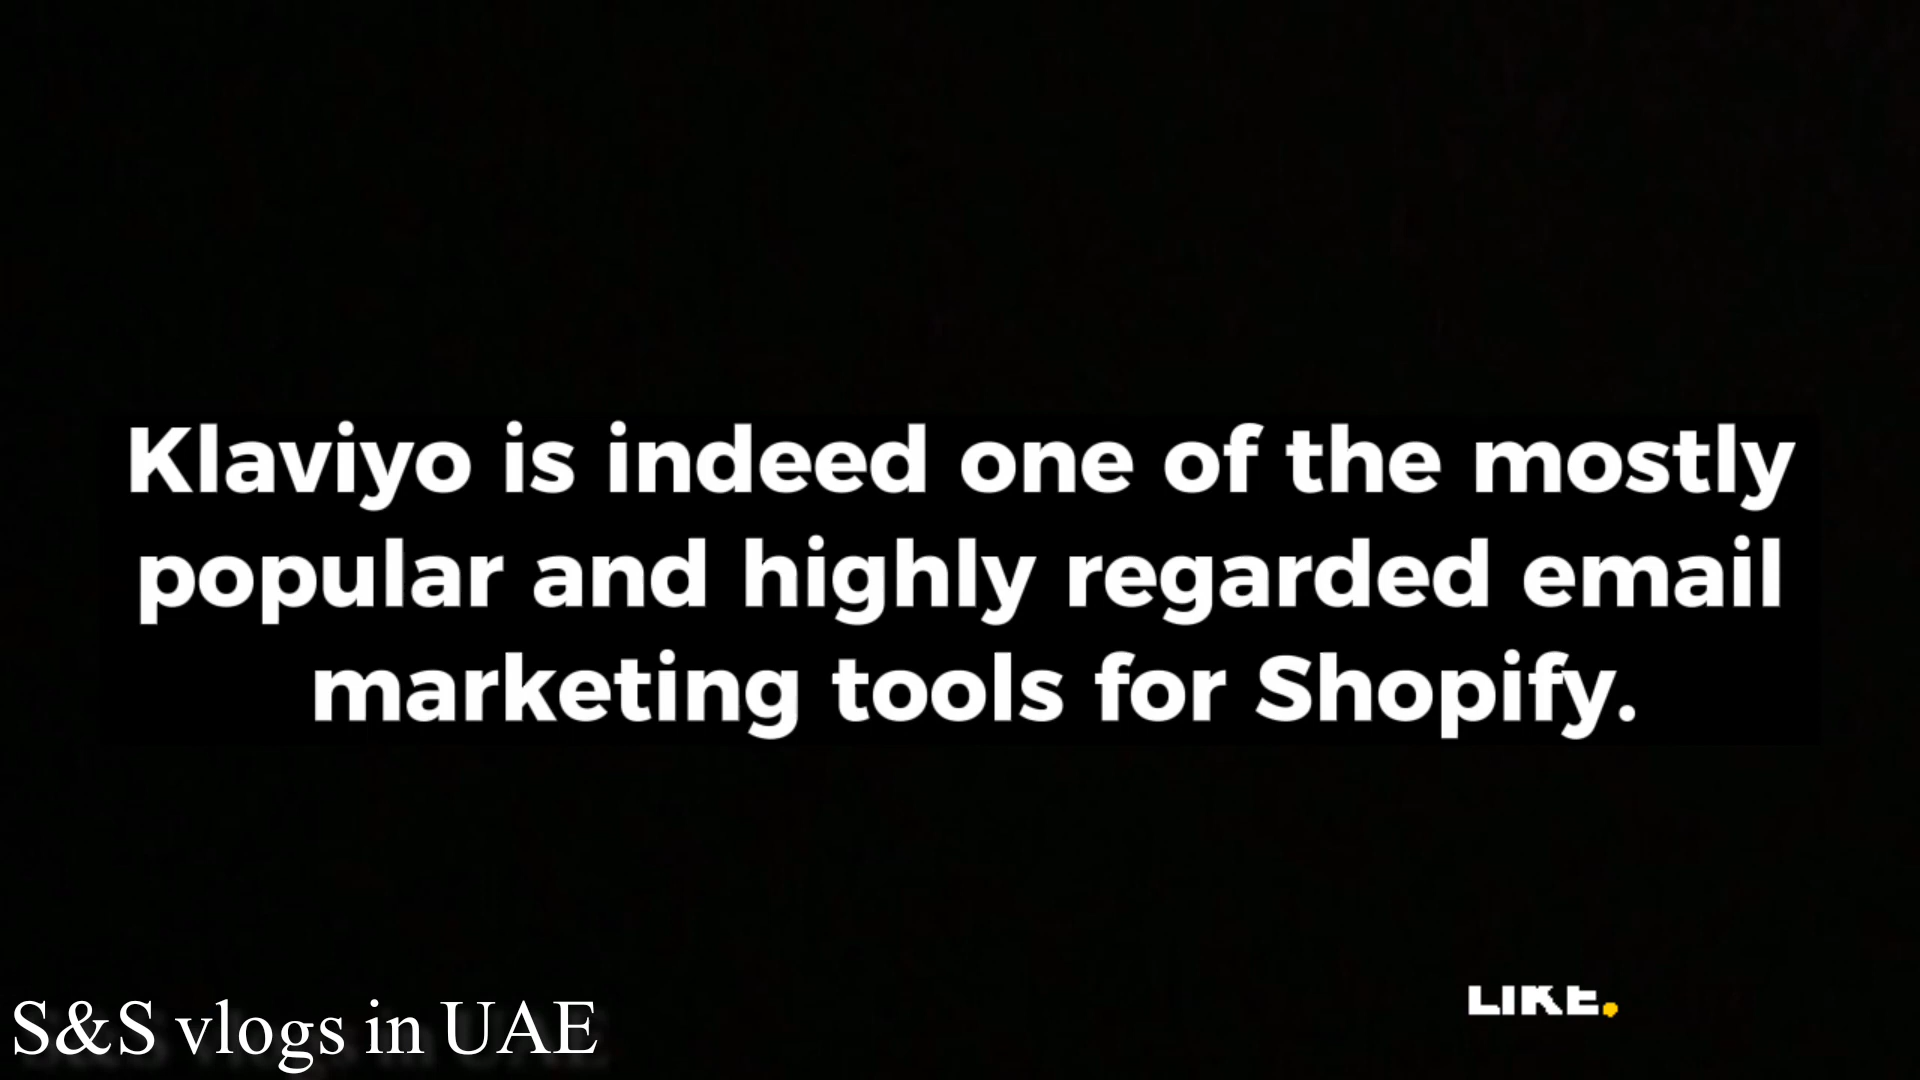 Klaviyo is indeed one of the mostly
popular and highly regarded email
marketing tools for Shopify.
LIKE.
S&S vlogs in UAE